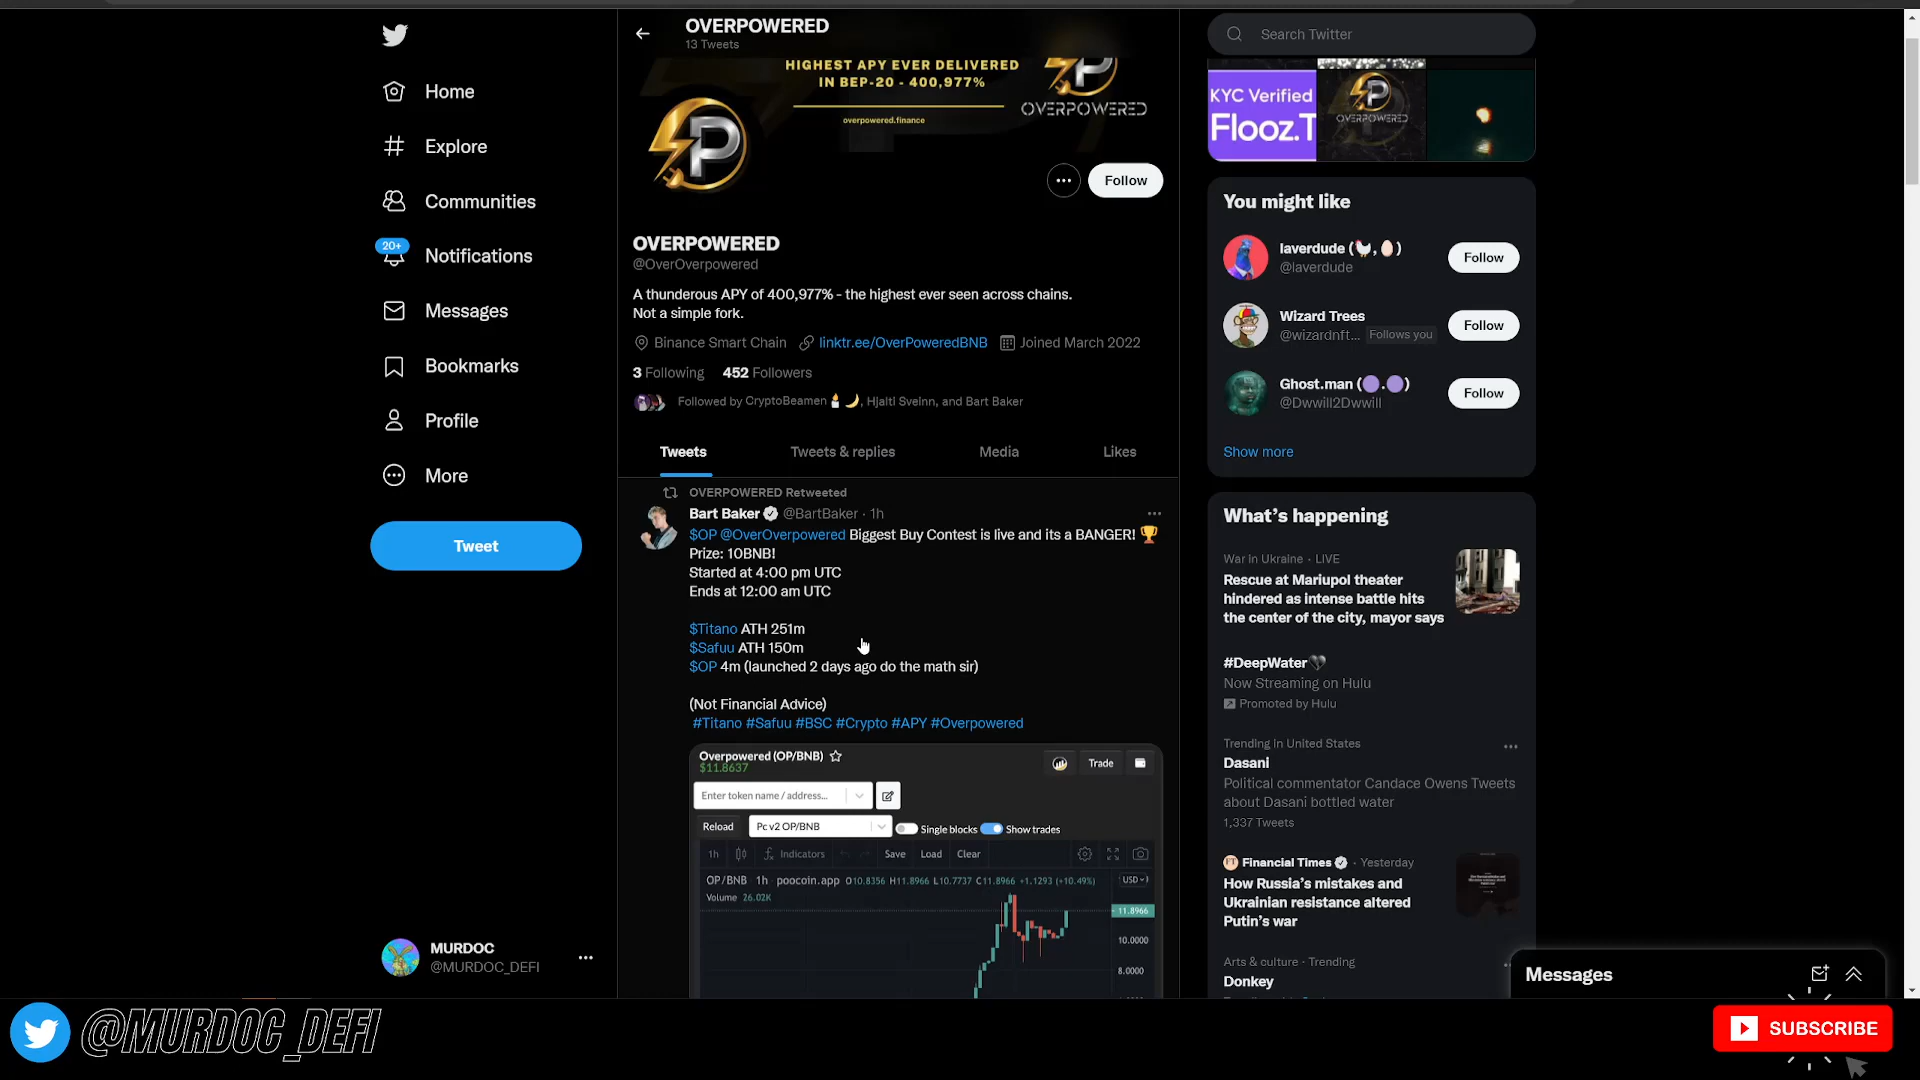 OVERPOWERED
13 Tweets
HIGHEST APY EVER DELIVERED
IN BEP-20 - 400,977%
overpowered.finance
OVERPOWERED
Follow
OVERPOWERED
@OverOverpowered
A thunderous APY of 400,977% - the highest ever seen across chains.
Not a simple fork.
Binance Smart Chain linktr.ee/OverPoweredBNB Joined March 2022
3 Following 452 Followers
Followed by CryptoBeamen🕯️🌙, Hjalti Sveinn, and Bart Baker
Tweets Tweets & replies Media Likes
OVERPOWERED Retweeted
Bart Baker @BartBaker · 1h
$OP @OverOverpowered Biggest Buy Contest is live and its a BANGER! 🏆
Prize: 10BNB!
Started at 4:00 pm UTC
Ends at 12:00 am UTC
$Titano ATH 251m
$Safuu ATH 150m
$OP 4m (launched 2 days ago do the math sir)
(Not Financial Advice)
#Titano #Safuu #BSC #Crypto #APY #Overpowered
Overpowered (OP/BNB)
$11.8637
Trade
Enter token name / address...
Reload Pc v2 OP/BNB Single blocks Show trades
1h Indicators Save Load Clear
OP/BNB · 1h · poocoin.app O10.8356 H11.8966 L10.7737 C11.8966 +1.1293 (+10.49%)
USD
Volume 26.02K
11.8966
10.0000
8.0000
Home
Explore
Communities
20+
Notifications
Messages
Bookmarks
Profile
More
Tweet
MURDOC
@MURDOC_DEFI
Search Twitter
KYC Verified
Flooz.T
OVERPOWERED
You might like
laverdude (🐓,🥚)
@laverdude
Follow
Wizard Trees
@wizardnft... Follows you
Follow
Ghost.man (🟣.🟣)
@Dwwill2Dwwill
Follow
Show more
What's happening
War in Ukraine · LIVE
Rescue at Mariupol theater
hindered as intense battle hits
the center of the city, mayor says
#DeepWater💔
Now Streaming on Hulu
Promoted by Hulu
Trending in United States
Dasani
Political commentator Candace Owens Tweets
about Dasani bottled water
1,337 Tweets
Financial Times · Yesterday
How Russia's mistakes and
Ukrainian resistance altered
Putin's war
Arts & culture · Trending
Donkey
Messages
@MURDOC_DEFI
SUBSCRIBE